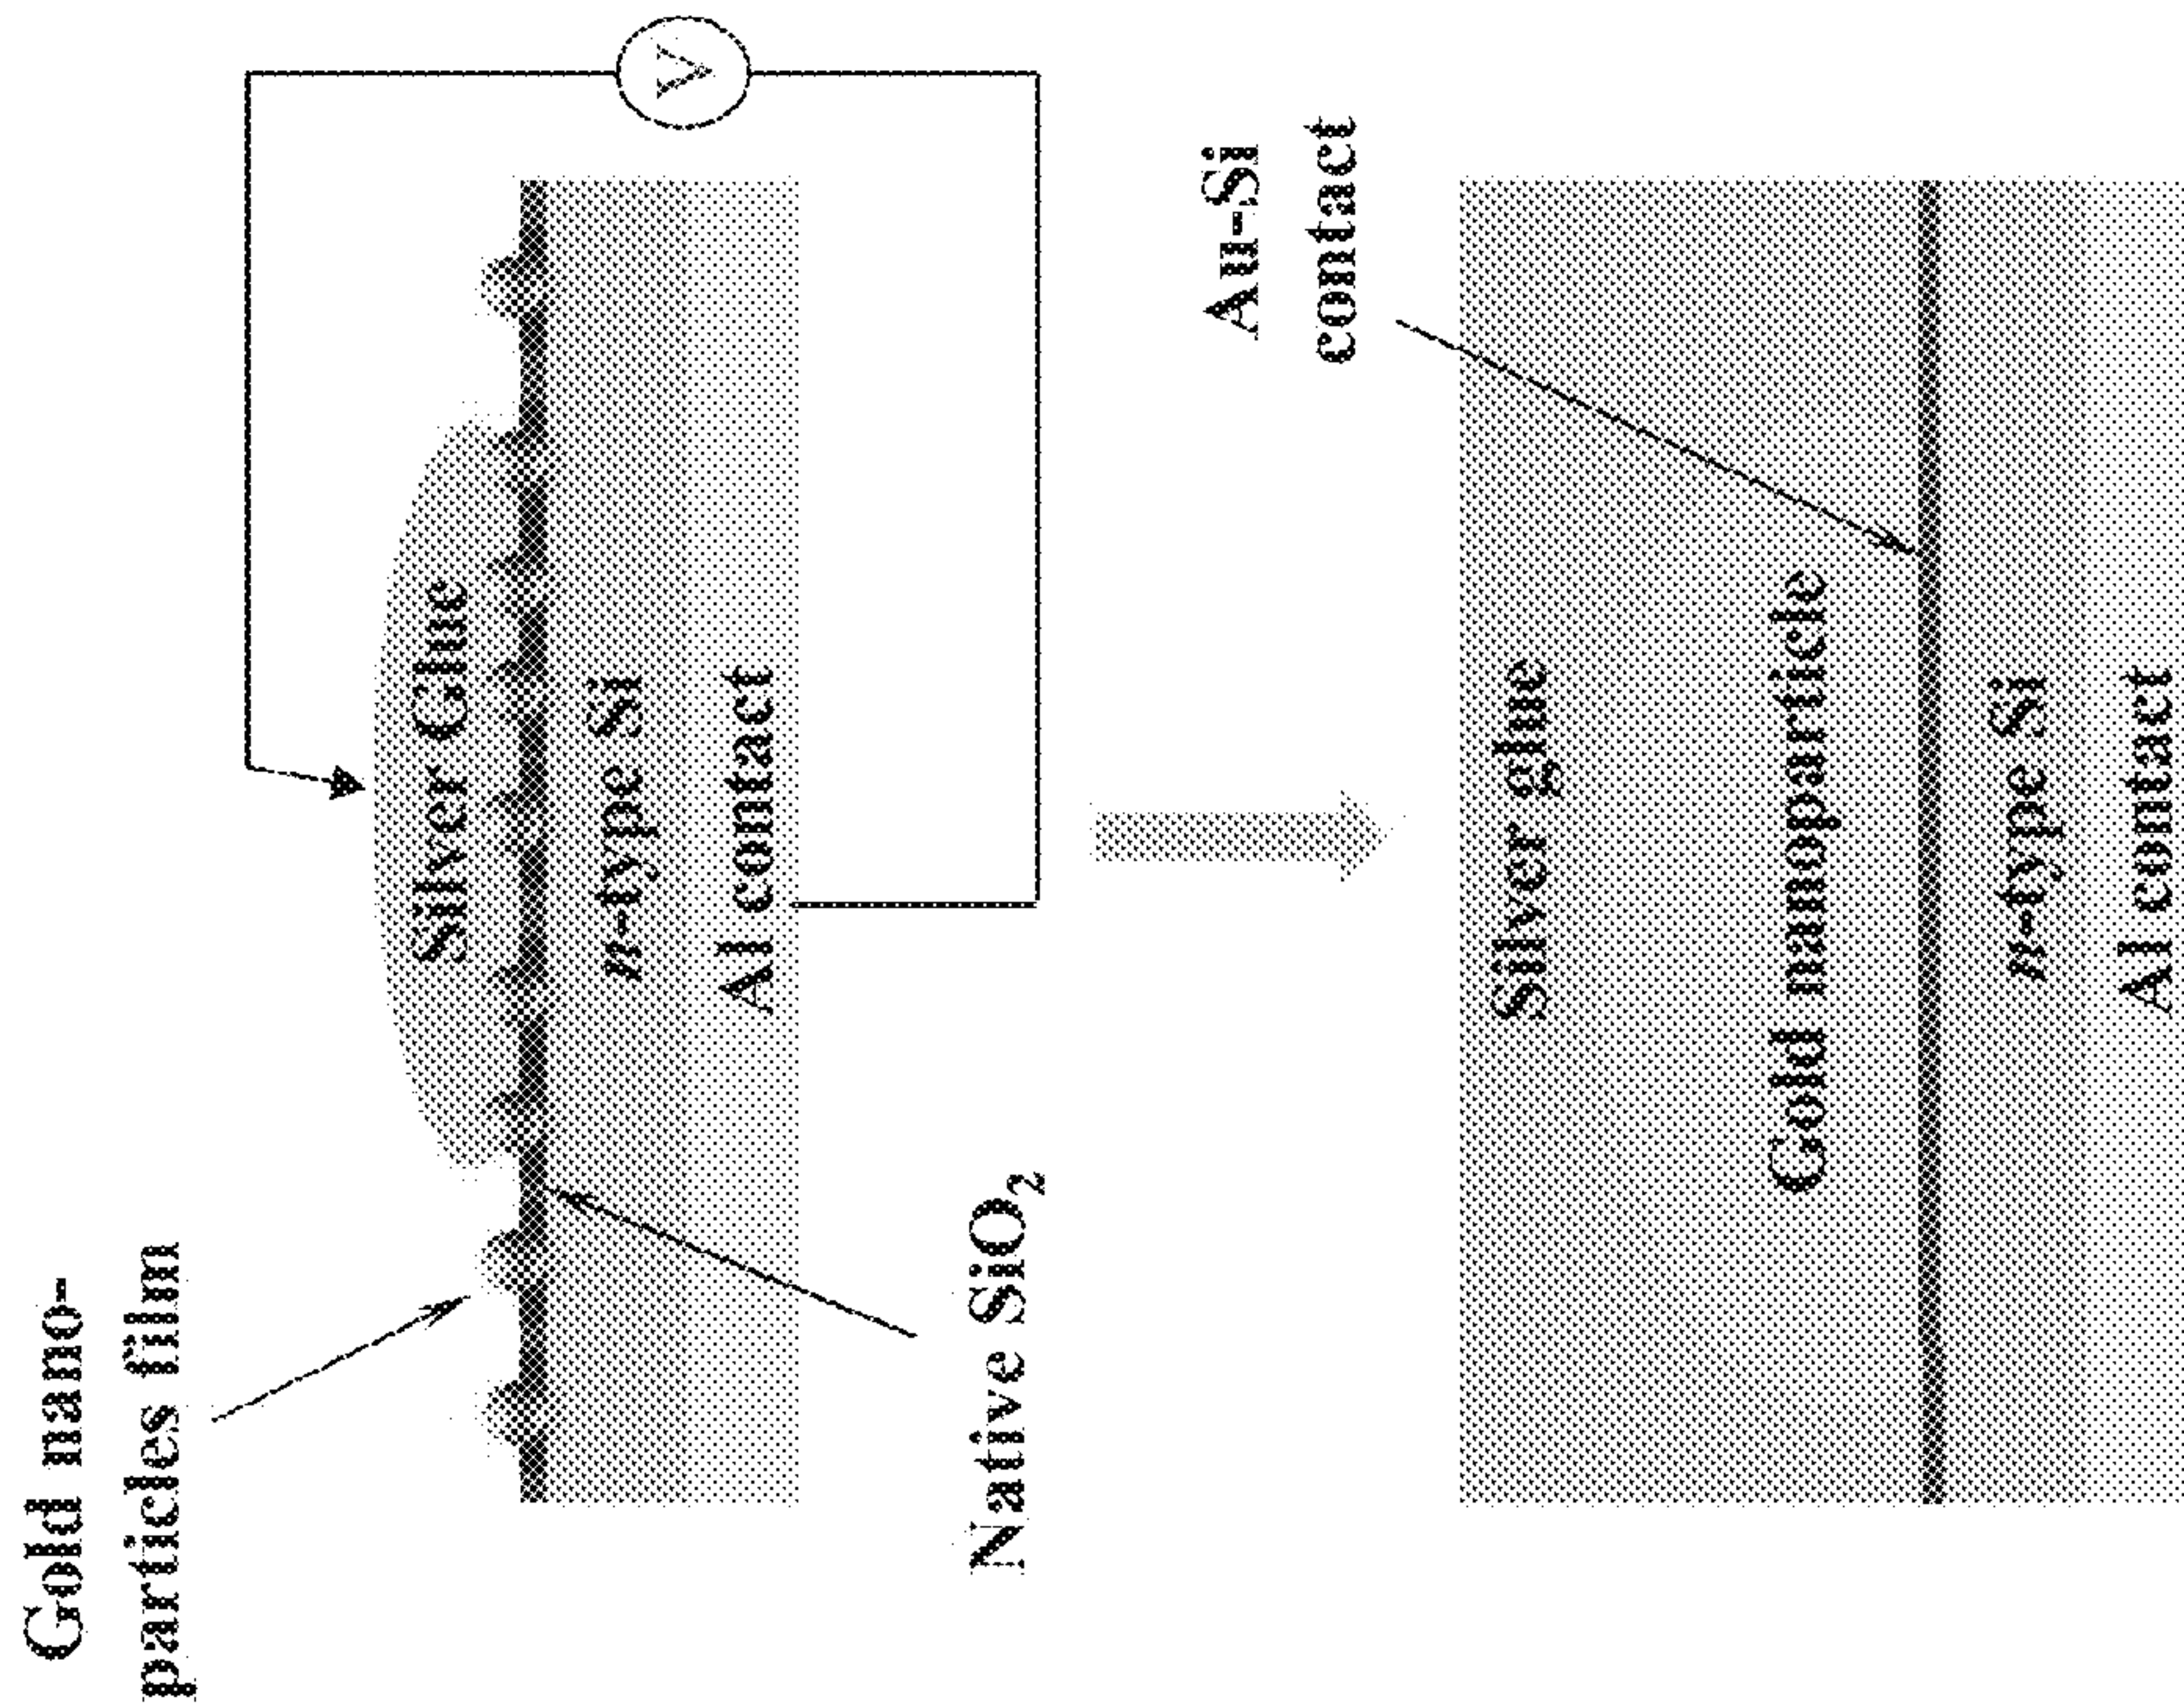 Gold nano-
particles film
V
Silver Glue
n-type Si
Al contact
Native SiO₂
Au-Si
contact
Silver glue
Gold nanoparticle
n-type Si
Al contact